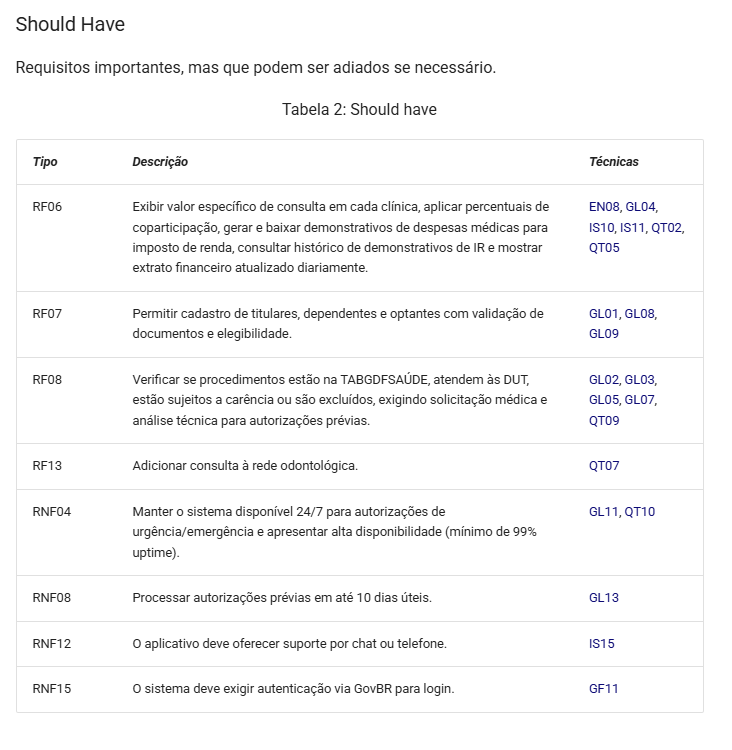 Should Have
Requisitos importantes, mas que podem ser adiados se necessário.
Tabela 2: Should have
Tipo Descrição Técnicas
RF06 Exibir valor específico de consulta em cada clínica, aplicar percentuais de EN08, GL04,
coparticipação, gerar e baixar demonstrativos de despesas médicas para IS10, IS11, QT02,
imposto de renda, consultar histórico de demonstrativos de IR e mostrar QT05
extrato financeiro atualizado diariamente.
RF07 Permitir cadastro de titulares, dependentes e optantes com validação de GL01, GL08,
documentos e elegibilidade. GL09
RF08 Verificar se procedimentos estão na TABGDFSAÚDE, atendem às DUT, GL02, GL03,
estão sujeitos a carência ou são excluídos, exigindo solicitação médica e GL05, GL07,
análise técnica para autorizações prévias. QT09
RF13 Adicionar consulta à rede odontológica. QT07
RNF04 Manter o sistema disponível 24/7 para autorizações de GL11, QT10
urgência/emergência e apresentar alta disponibilidade (mínimo de 99%
uptime).
RNF08 Processar autorizações prévias em até 10 dias úteis. GL13
RNF12 O aplicativo deve oferecer suporte por chat ou telefone. IS15
RNF15 O sistema deve exigir autenticação via GovBR para login. GF11